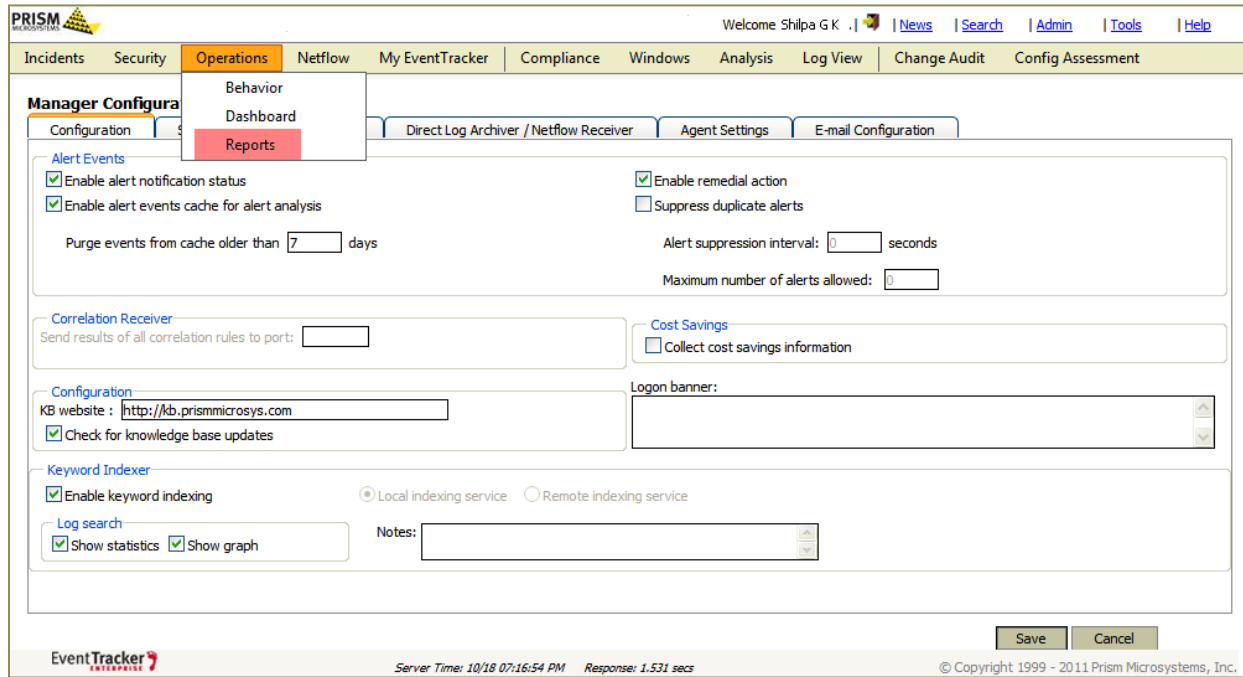 PRISM
MICROSYSTEMS
Welcome Shilpa G K . | | News | Search | Admin | Tools | Help
Incidents Security Operations Netflow My EventTracker Compliance Windows Analysis Log View Change Audit Config Assessment
Behavior
Dashboard
Reports
Manager Configura
Configuration S Direct Log Archiver / Netflow Receiver Agent Settings E-mail Configuration
Alert Events
Enable alert notification status
Enable remedial action
Enable alert events cache for alert analysis
Suppress duplicate alerts
Purge events from cache older than 7 days
Alert suppression interval: 0 seconds
Maximum number of alerts allowed: 0
Correlation Receiver
Send results of all correlation rules to port:
Cost Savings
Collect cost savings information
Configuration
KB website : http://kb.prismmicrosys.com
Check for knowledge base updates
Logon banner:
Keyword Indexer
Enable keyword indexing Local indexing service Remote indexing service
Log search
Show statistics Show graph
Notes:
Save Cancel
EventTracker
ENTERPRISE
Server Time: 10/18 07:16:54 PM Response: 1.531 secs
© Copyright 1999 - 2011 Prism Microsystems, Inc.